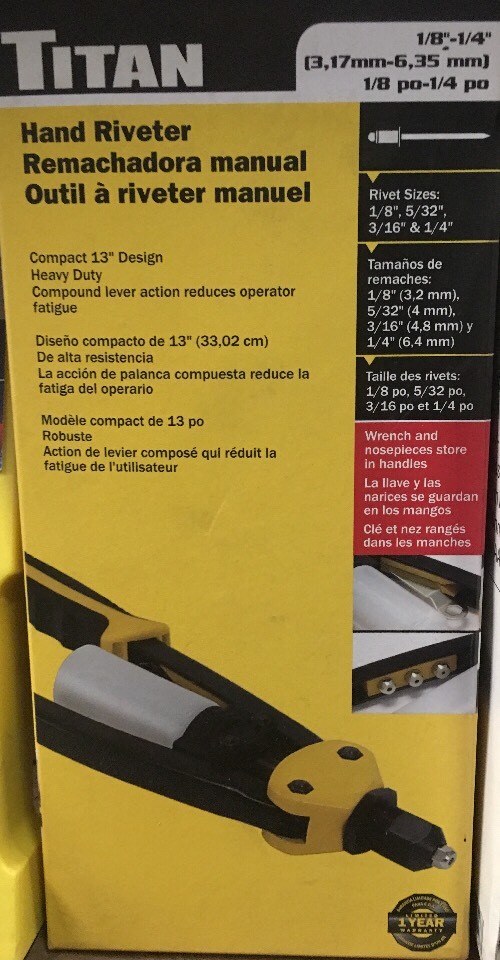 TITAN
1/8"-1/4"
(3,17mm-6,35 mm)
1/8 po-1/4 po
Hand Riveter
Remachadora manual
Outil à riveter manuel
Compact 13" Design
Heavy Duty
Compound lever action reduces operator
fatigue
Diseño compacto de 13" (33,02 cm)
De alta resistencia
La acción de palanca compuesta reduce la
fatiga del operario
Modèle compact de 13 po
Robuste
Action de levier composé qui réduit la
fatigue de l'utilisateur
Rivet Sizes:
1/8", 5/32",
3/16" & 1/4"
Tamaños de
remaches:
1/8" (3,2 mm),
5/32" (4 mm),
3/16" (4,8 mm) y
1/4" (6,4 mm)
Taille des rivets:
1/8 po, 5/32 po,
3/16 po et 1/4 po
Wrench and
nosepieces store
in handles
La llave y las
narices se guardan
en los mangos
Clé et nez rangés
dans les manches
LIMITED
1 YEAR
WARRANTY